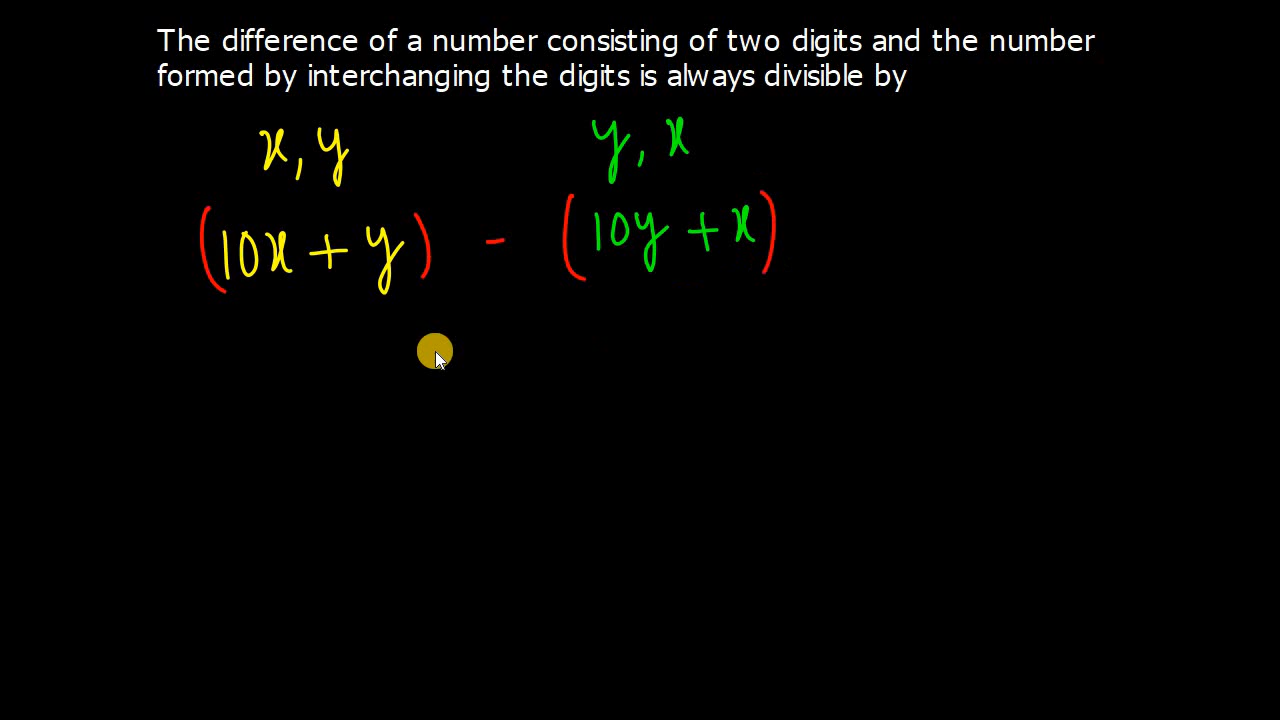 The difference of a number consisting of two digits and the number
formed by interchanging the digits is always divisible by
x, y y, x
(10x + y) - (10y + x)